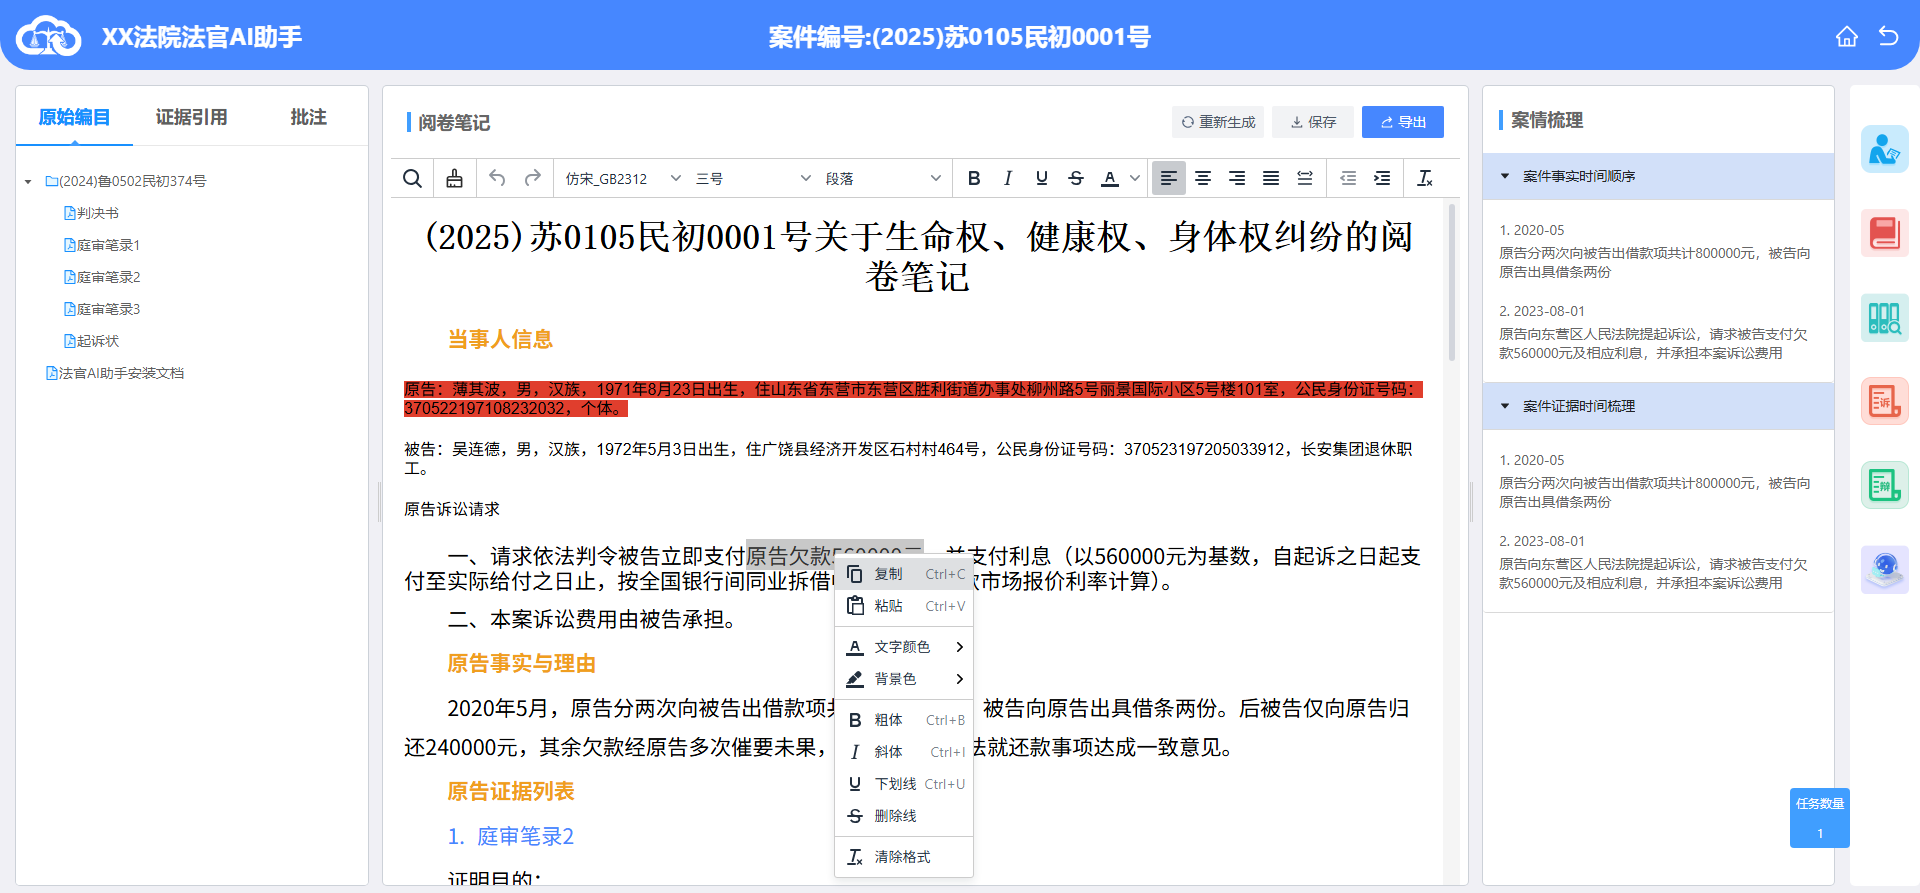 XX法院法官AI助手
案件编号:(2025)苏0105民初0001号
原始编目
证据引用
批注
(2024)鲁0502民初374号
判决书
庭审笔录1
庭审笔录2
庭审笔录3
起诉状
法官AI助手安装文档
阅卷笔记
重新生成
保存
导出
仿宋_GB2312
三号
段落
(2025)苏0105民初0001号关于生命权、健康权、身体权纠纷的阅
卷笔记
当事人信息
原告：薄其波，男，汉族，1971年8月23日出生，住山东省东营市东营区胜利街道办事处柳州路5号丽景国际小区5号楼101室，公民身份证号码：
370522197108232032，个体。
被告：吴连德，男，汉族，1972年5月3日出生，住广饶县经济开发区石村村464号，公民身份证号码：370523197205033912，长安集团退休职
工。
原告诉讼请求
一、请求依法判令被告立即支付原告欠款560000元，并支付利息（以560000元为基数，自起诉之日起支
付至实际给付之日止，按全国银行间同业拆借 款市场报价利率计算）。
二、本案诉讼费用由被告承担。
原告事实与理由
2020年5月，原告分两次向被告出借款项共 被告向原告出具借条两份。后被告仅向原告归
还240000元，其余欠款经原告多次催要未果， 法就还款事项达成一致意见。
原告证据列表
1. 庭审笔录2
证明目的：
复制 Ctrl+C
粘贴 Ctrl+V
文字颜色
背景色
粗体 Ctrl+B
斜体 Ctrl+I
下划线 Ctrl+U
删除线
清除格式
案情梳理
案件事实时间顺序
1. 2020-05
原告分两次向被告出借款项共计800000元，被告向
原告出具借条两份
2. 2023-08-01
原告向东营区人民法院提起诉讼，请求被告支付欠
款560000元及相应利息，并承担本案诉讼费用
案件证据时间梳理
1. 2020-05
原告分两次向被告出借款项共计800000元，被告向
原告出具借条两份
2. 2023-08-01
原告向东营区人民法院提起诉讼，请求被告支付欠
款560000元及相应利息，并承担本案诉讼费用
诉
辩
任务数量
1